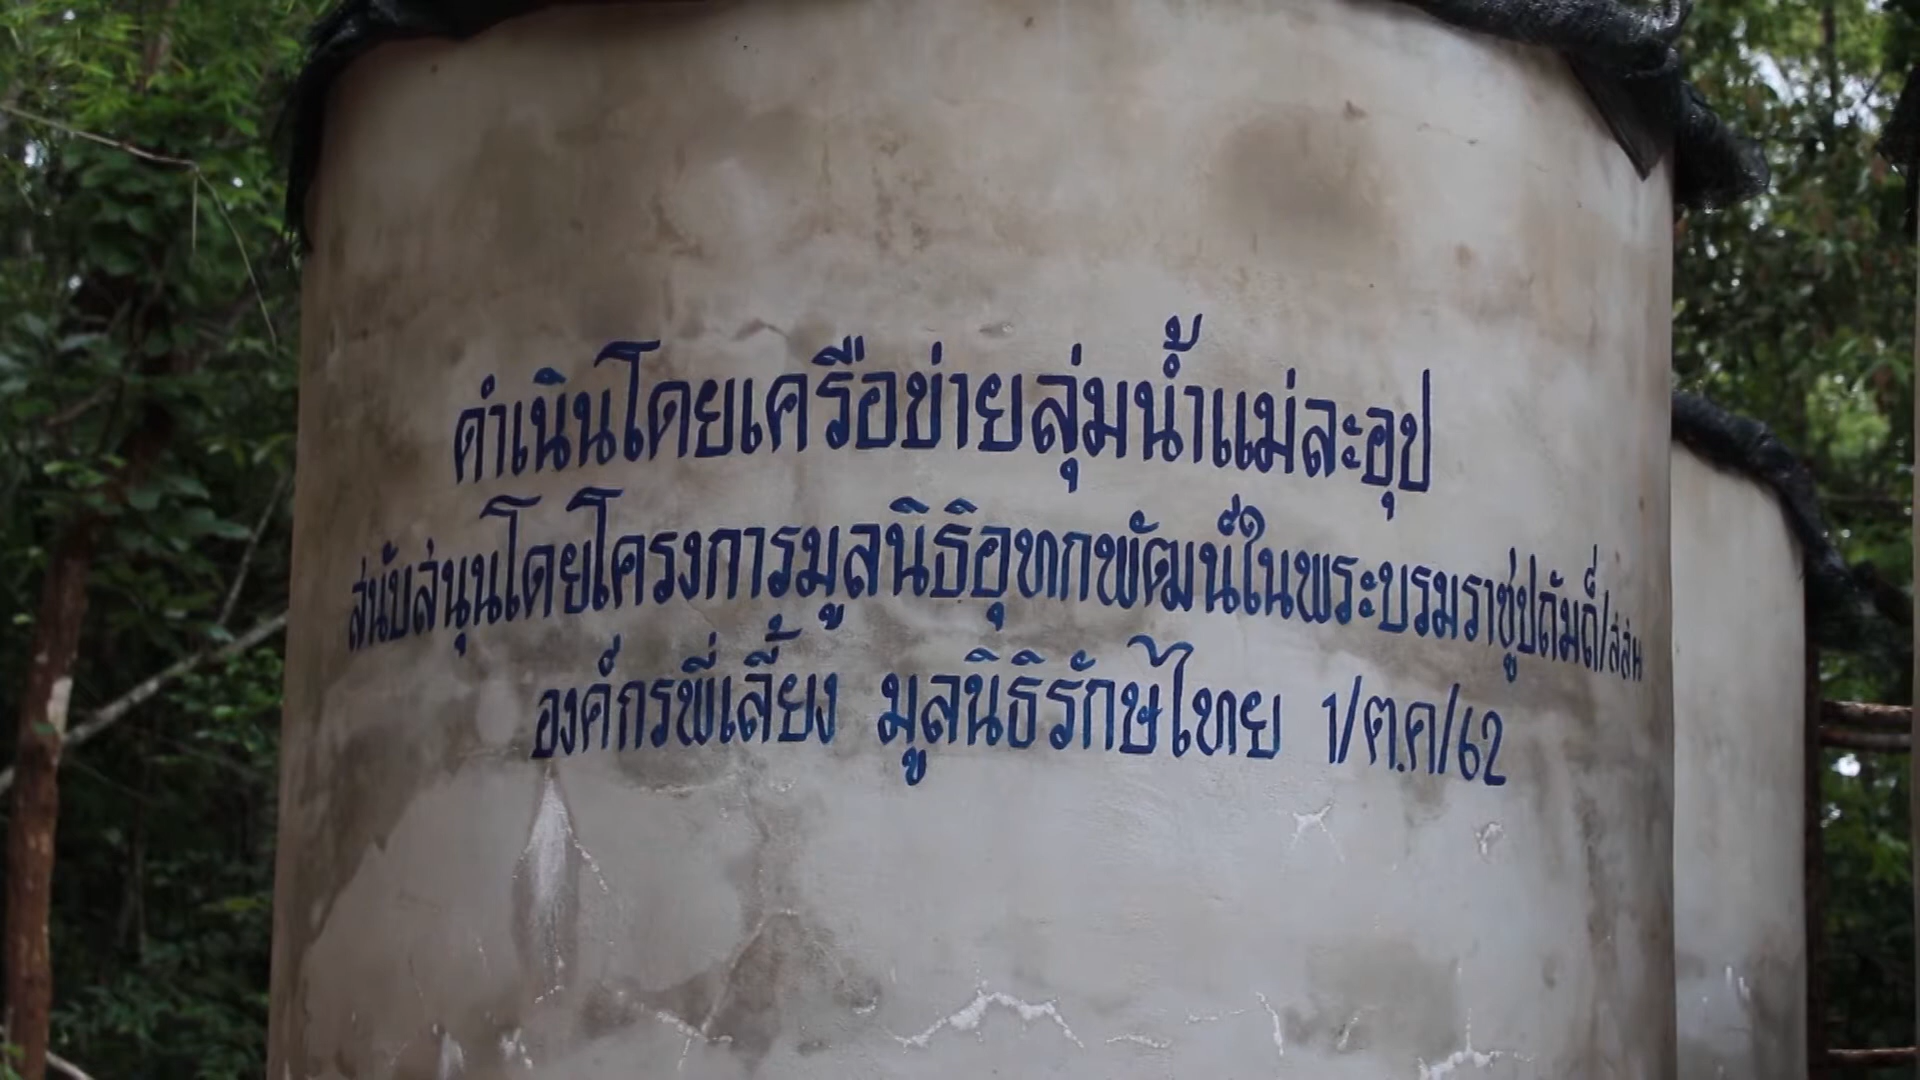 ดำเนินโดยเครือข่ายลุ่มน้ำแม่ละอุป
สนับสนุนโดยโครงการมูลนิธิอุทกพัฒน์ในพระบรมราชูปถัมถ์/สสน
องค์กรพี่เลี้ยง มูลนิธิรักษ์ไทย 1/ต.ค/62